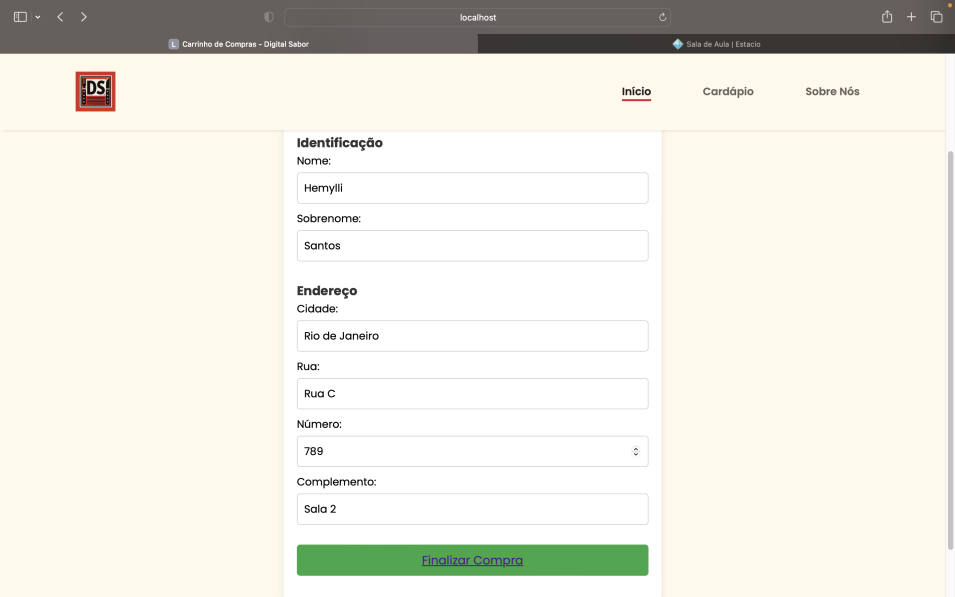 localhost
L Carrinho de Compras - Digital Sabor
Sala de Aula | Estacio
DS
Início
Cardápio
Sobre Nós
Identificação
Nome:
Hemylli
Sobrenome:
Santos
Endereço
Cidade:
Rio de Janeiro
Rua:
Rua C
Número:
789
Complemento:
Sala 2
Finalizar Compra